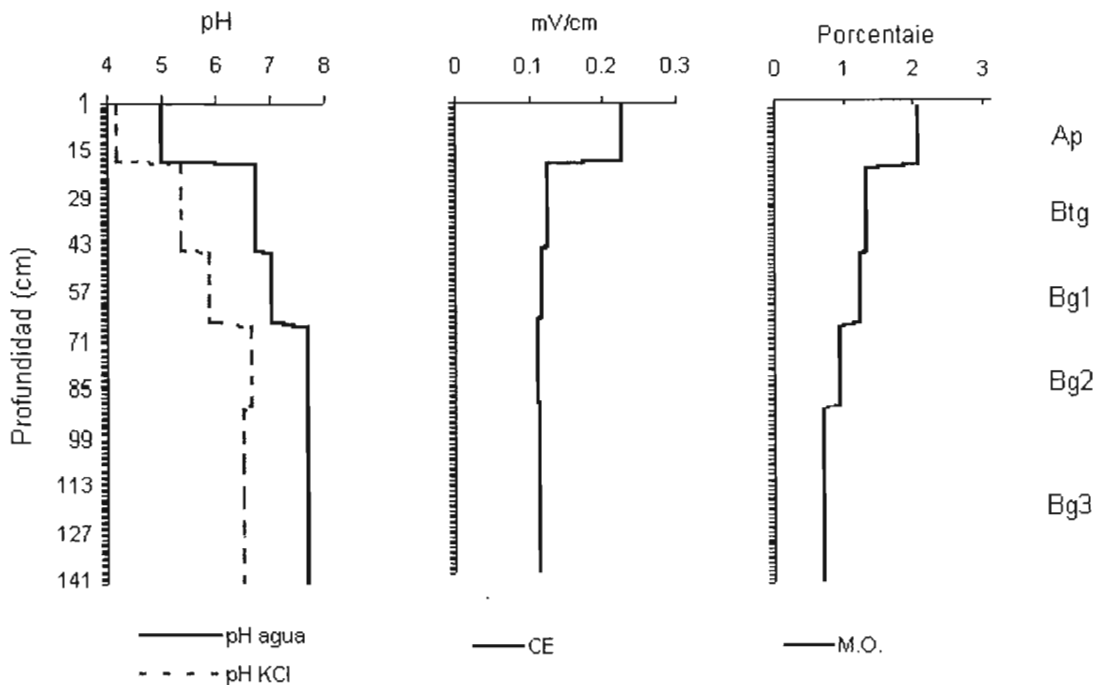 pH
4 5 6 7 8
mV/cm
0 0.1 0.2 0.3
Porcentaie
0 1 2 3
Profundidad (cm)
1
15
29
43
57
71
85
99
113
127
141
Ap
Btg
Bg1
Bg2
Bg3
pH agua
pH KCl
CE
M.O.